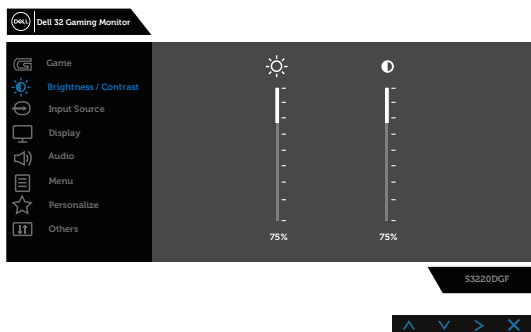 DELL Dell 32 Gaming Monitor
Game
Brightness / Contrast
Input Source
Display
Audio
Menu
Personalize
Others
75% 75%
S3220DGF